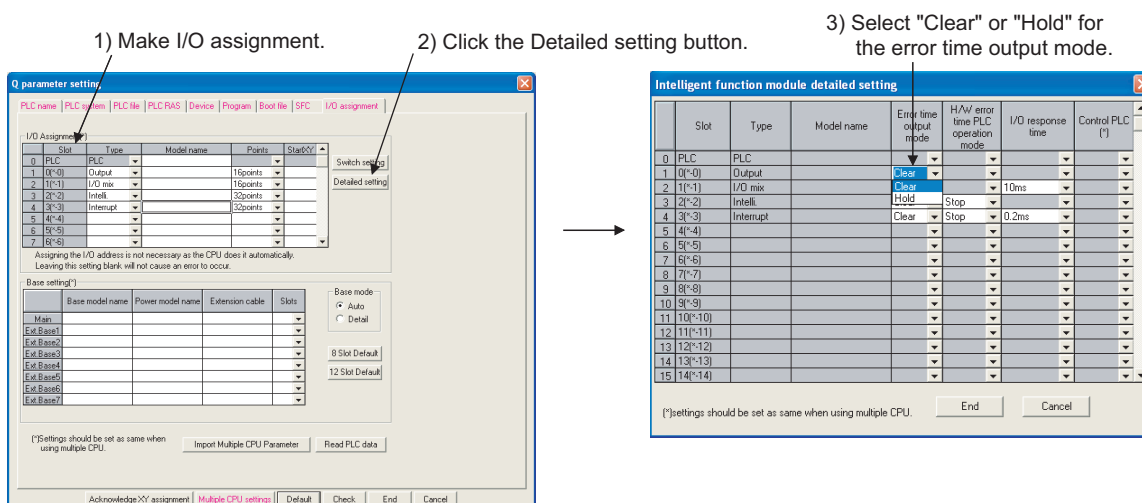 1) Make I/O assignment.
2) Click the Detailed setting button.
3) Select "Clear" or "Hold" for
the error time output mode.
Q parameter setting
PLC name | PLC system | PLC file | PLC RAS | Device | Program | Boot file | SFC | I/O assignment
I/O Assignment(*)
Slot Type Model name Points StartXY
0 PLC PLC
1 0(*-0) Output 16points
2 1(*-1) I/O mix 16points
3 2(*-2) Intelli. 32points
4 3(*-3) Interrupt 32points
5 4(*-4)
6 5(*-5)
7 6(*-6)
Switch setting
Detailed setting
Assigning the I/O address is not necessary as the CPU does it automatically.
Leaving this setting blank will not cause an error to occur.
Base setting(*)
Base model name Power model name Extension cable Slots
Main
Ext.Base1
Ext.Base2
Ext.Base3
Ext.Base4
Ext.Base5
Ext.Base6
Ext.Base7
Base mode
Auto
Detail
8 Slot Default
12 Slot Default
(*)Settings should be set as same when
using multiple CPU.
Import Multiple CPU Parameter Read PLC data
Acknowledge XY assignment Multiple CPU settings Default Check End Cancel
Intelligent function module detailed setting
Slot Type Model name Error time output mode H/W error time PLC operation mode I/O response time Control PLC (*)
0 PLC PLC
1 0(*-0) Output Clear
2 1(*-1) I/O mix Clear 10ms
3 2(*-2) Intelli. Hold Stop
4 3(*-3) Interrupt Clear Stop 0.2ms
5 4(*-4)
6 5(*-5)
7 6(*-6)
8 7(*-7)
9 8(*-8)
10 9(*-9)
11 10(*-10)
12 11(*-11)
13 12(*-12)
14 13(*-13)
15 14(*-14)
(*)settings should be set as same when using multiple CPU.
End Cancel